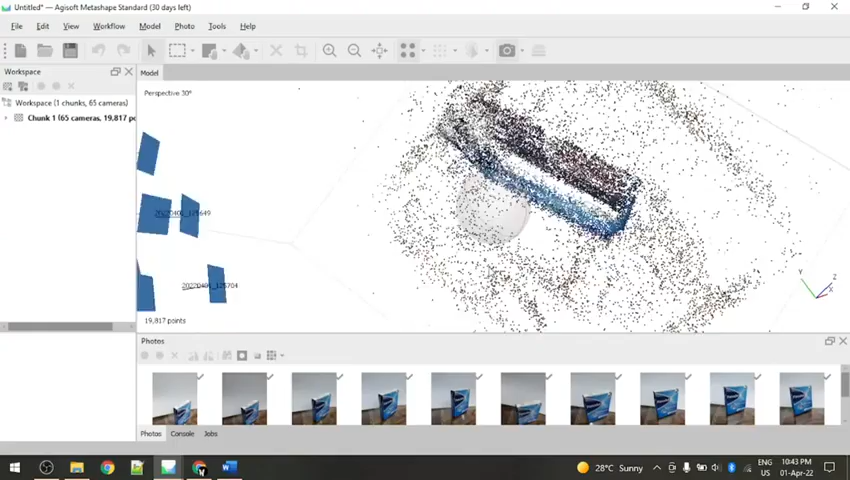 Untitled* — Agisoft Metashape Standard (30 days left)
File Edit View Workflow Model Photo Tools Help
Workspace
Model
Perspective 30°
Workspace (1 chunks, 65 cameras)
Chunk 1 (65 cameras, 19,817 po
20220401_125704
19,817 points
Y Z X
Photos
Photos Console Jobs
28°C Sunny
ENG
US
10:43 PM
01-Apr-22